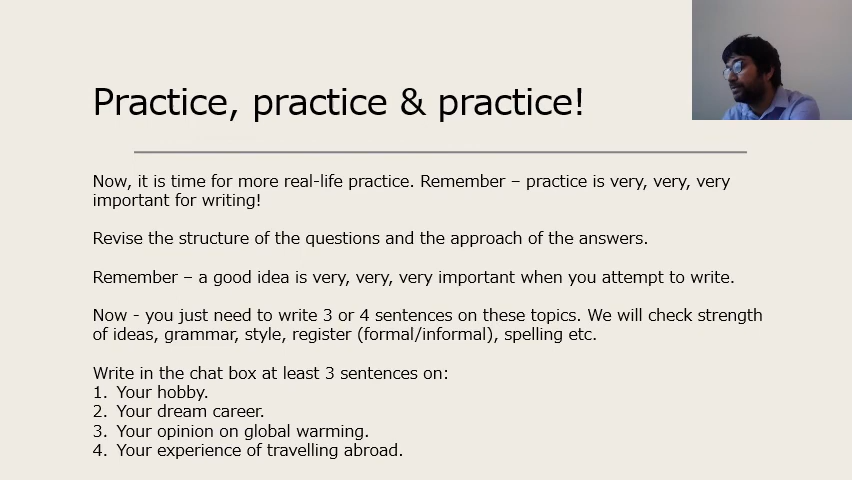 Practice, practice & practice!
Now, it is time for more real-life practice. Remember – practice is very, very, very
important for writing!
Revise the structure of the questions and the approach of the answers.
Remember – a good idea is very, very, very important when you attempt to write.
Now - you just need to write 3 or 4 sentences on these topics. We will check strength
of ideas, grammar, style, register (formal/informal), spelling etc.
Write in the chat box at least 3 sentences on:
1. Your hobby.
2. Your dream career.
3. Your opinion on global warming.
4. Your experience of travelling abroad.